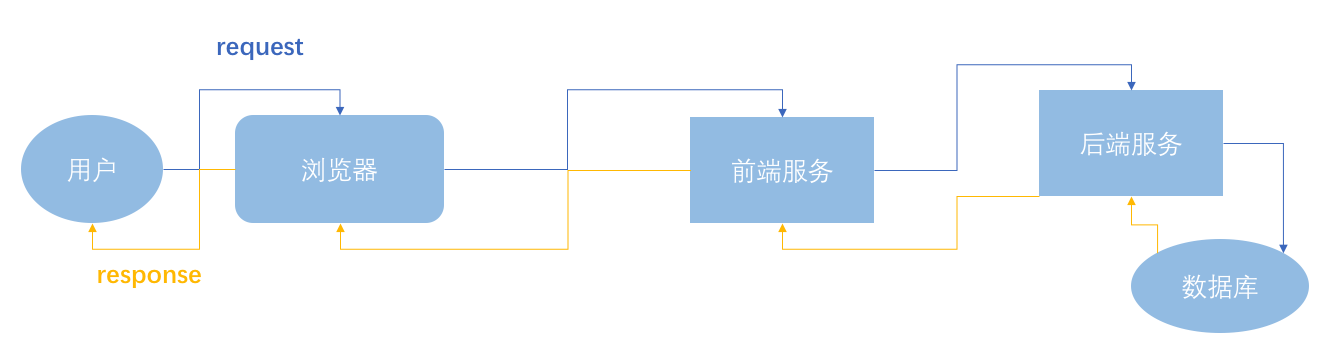 request
用户
浏览器
前端服务
后端服务
response
数据库